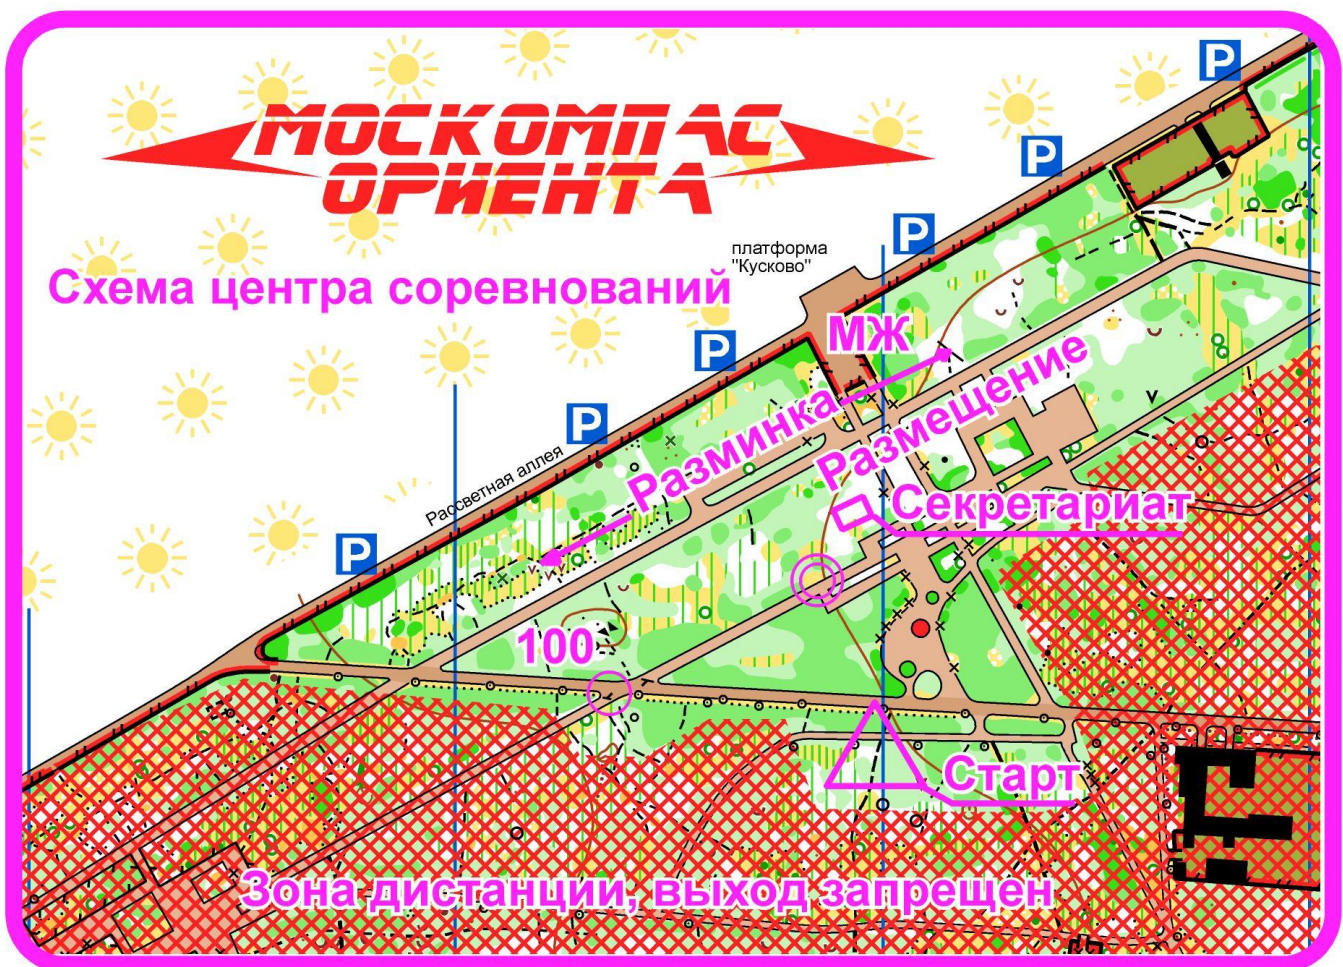 МОСКОМПАС
ОРИЕНТА
P
P
P
платформа
"Кусково"
Схема центра соревнований
МЖ
P
Разминка
Размещение
P
Рассветная аллея
Секретариат
P
100
Старт
Зона дистанции, выход запрещен